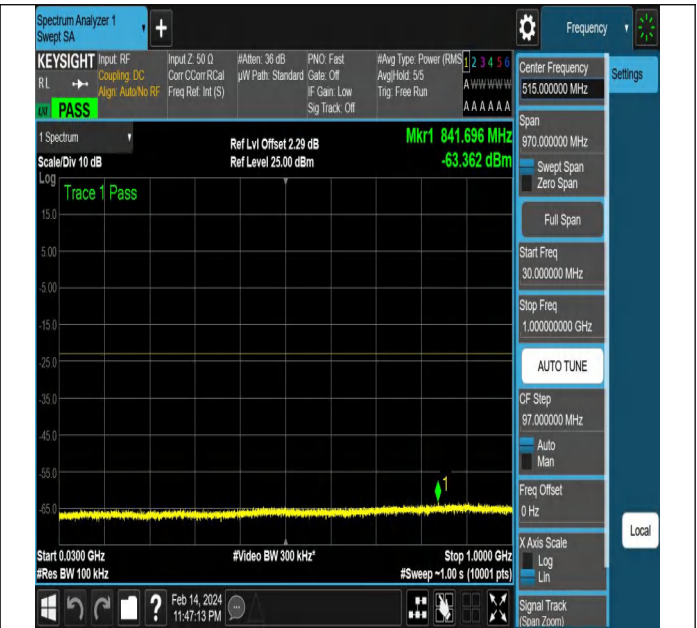 Spectrum Analyzer 1
Swept SA
Frequency
KEYSIGHT
RL
PASS
Input: RF
Coupling: DC
Align: Auto/No RF
Input Z: 50 Ω
Corr CCorr RCal
Freq Ref: Int (S)
#Atten: 36 dB
µW Path: Standard
PNO: Fast
Gate: Off
IF Gain: Low
Sig Track: Off
#Avg Type: Power (RMS
Avg|Hold: 5/5
Trig: Free Run
1 2 3 4 5 6
A W W W W W
A A A A A A
1 Spectrum
Scale/Div 10 dB
Ref Lvl Offset 2.29 dB
Ref Level 25.00 dBm
Mkr1 841.696 MHz
-63.362 dBm
Log
Trace 1 Pass
15.0
5.00
-5.00
-15.0
-25.0
-35.0
-45.0
-55.0
-65.0
1
Start 0.0300 GHz
#Res BW 100 kHz
#Video BW 300 kHz*
Stop 1.0000 GHz
#Sweep ~1.00 s (10001 pts)
?
Feb 14, 2024
11:47:13 PM
Center Frequency
515.000000 MHz
Settings
Span
970.000000 MHz
Swept Span
Zero Span
Full Span
Start Freq
30.000000 MHz
Stop Freq
1.000000000 GHz
AUTO TUNE
CF Step
97.000000 MHz
Auto
Man
Freq Offset
0 Hz
X Axis Scale
Log
Lin
Local
Signal Track
(Span Zoom)